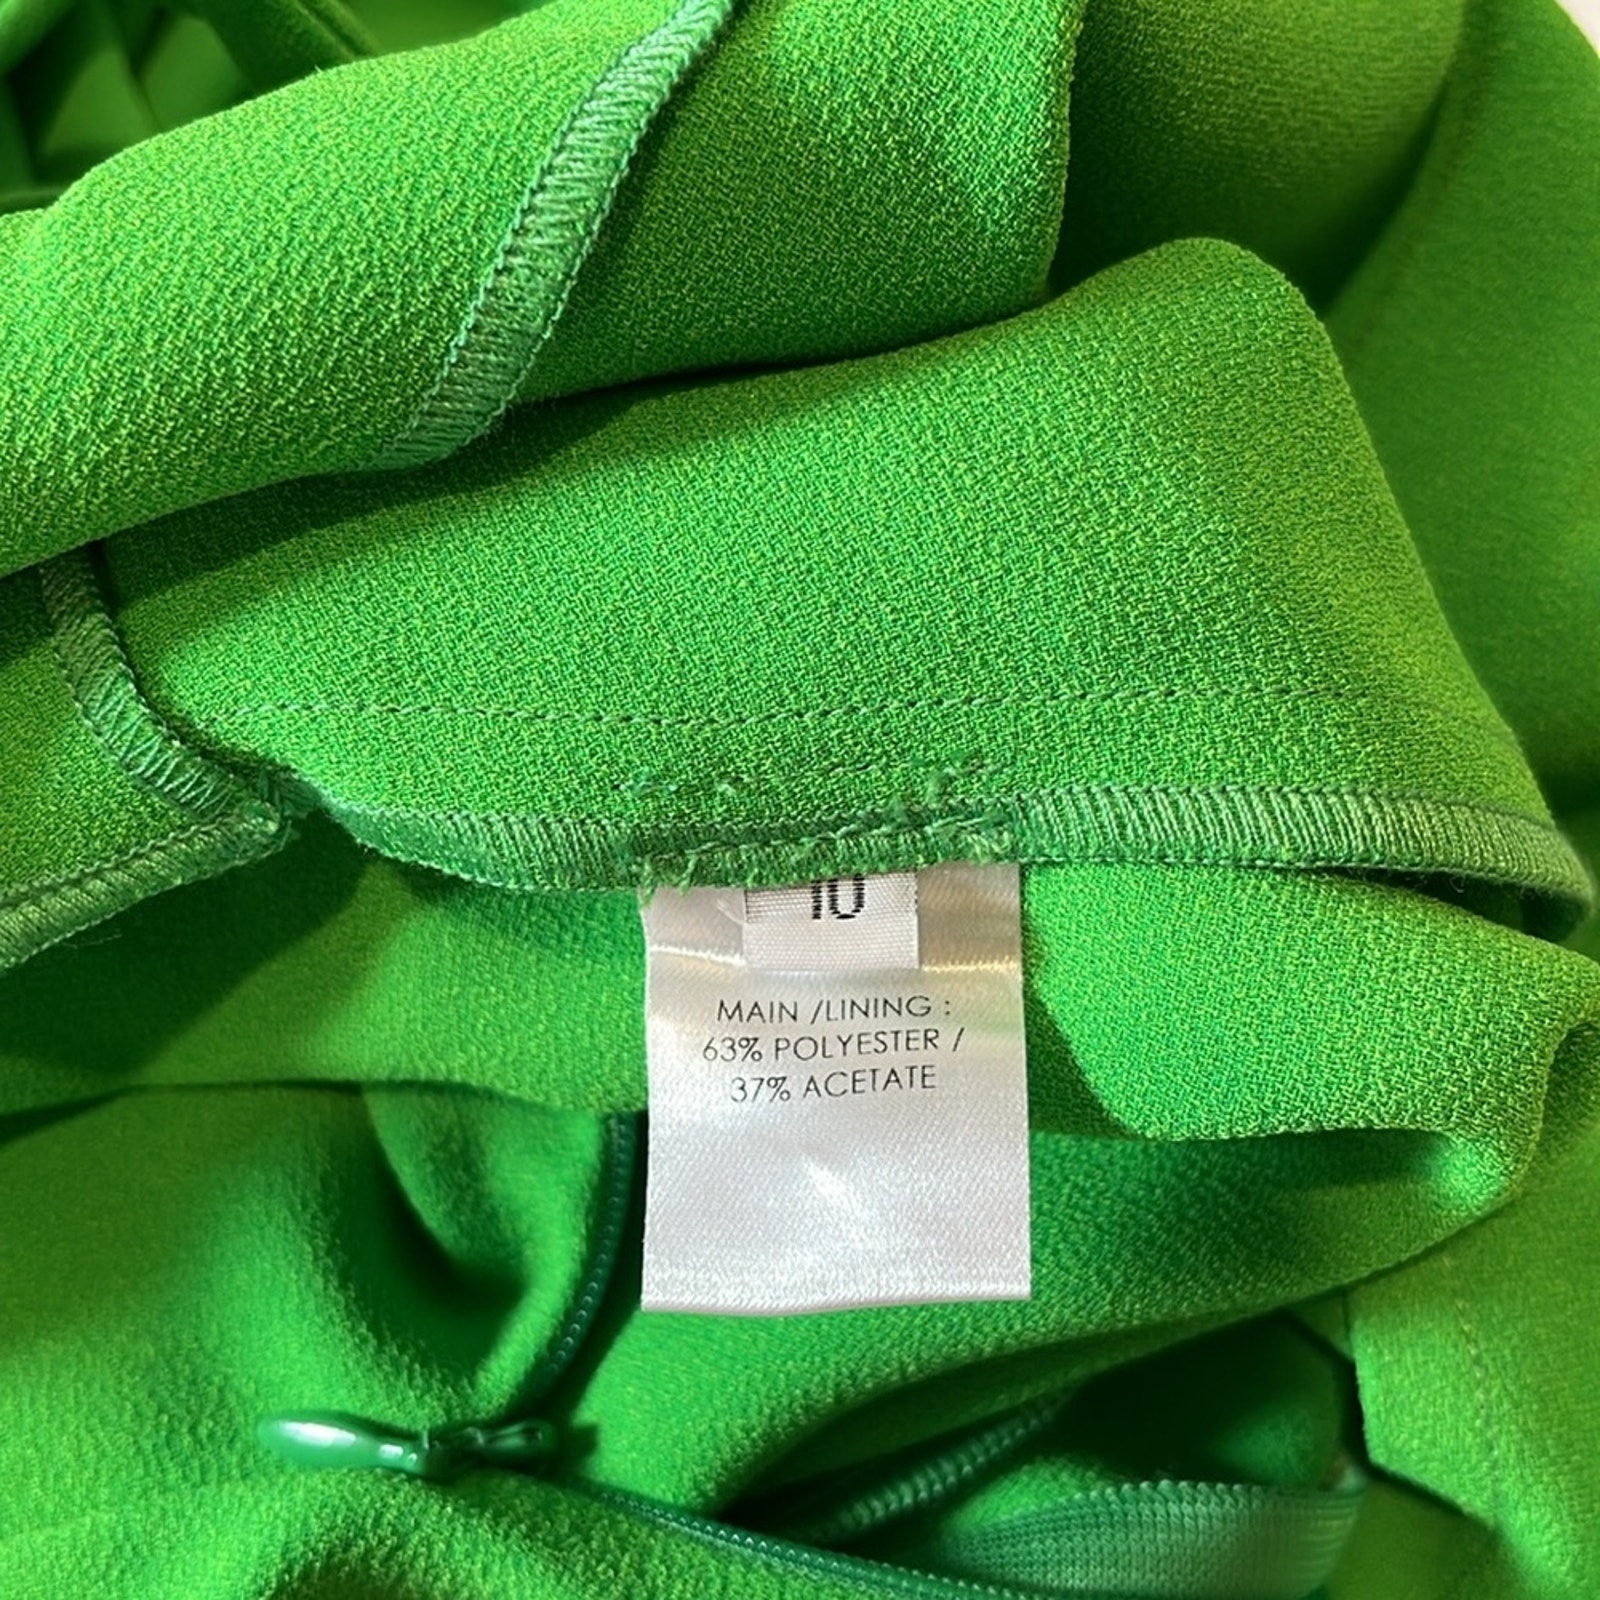 10
MAIN /LINING :
63% POLYESTER /
37% ACETATE